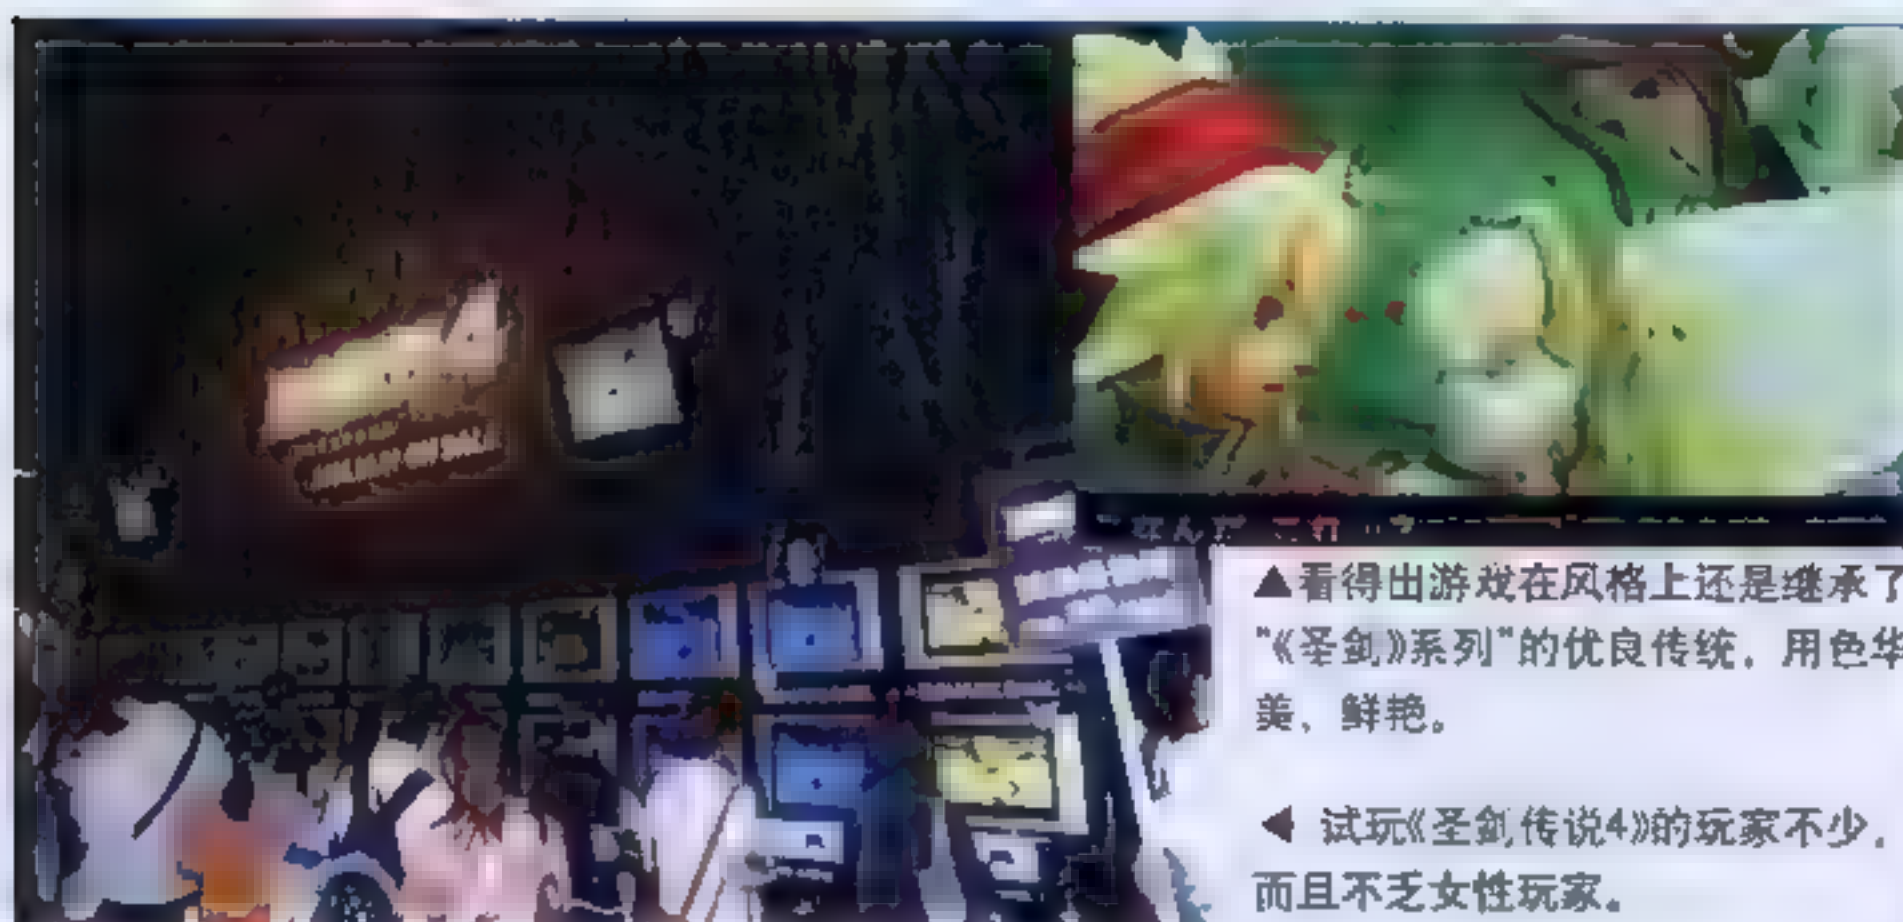 ▲看得出游戏在风格上还是继承了
"《圣剑》系列"的优良传统，用色华
美、鲜艳。
◀ 试玩《圣剑传说4》的玩家不少，
而且不乏女性玩家。